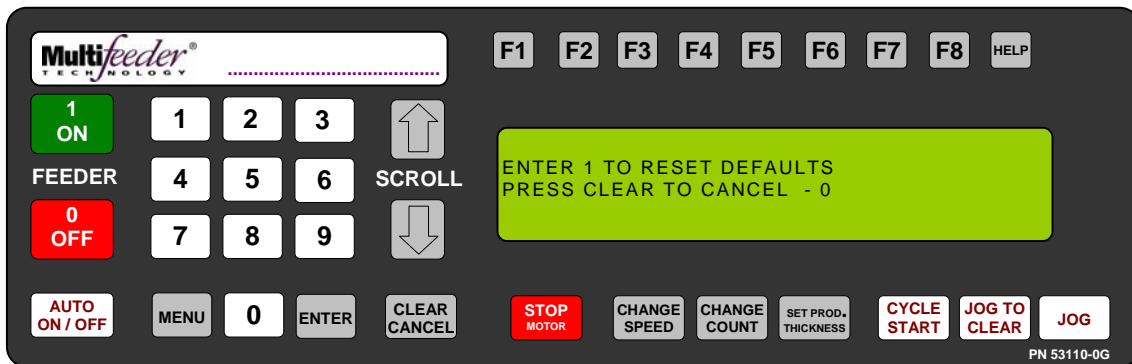 Multifeeder®
TECHNOLOGY
F1 F2 F3 F4 F5 F6 F7 F8 HELP
1
ON
FEEDER
0
OFF
1 2 3
4 5 6
7 8 9
SCROLL
ENTER 1 TO RESET DEFAULTS
PRESS CLEAR TO CANCEL - 0
AUTO
ON / OFF
MENU
0
ENTER
CLEAR
CANCEL
STOP
MOTOR
CHANGE
SPEED
CHANGE
COUNT
SET PROD.
THICKNESS
CYCLE
START
JOG TO
CLEAR
JOG
PN 53110-0G